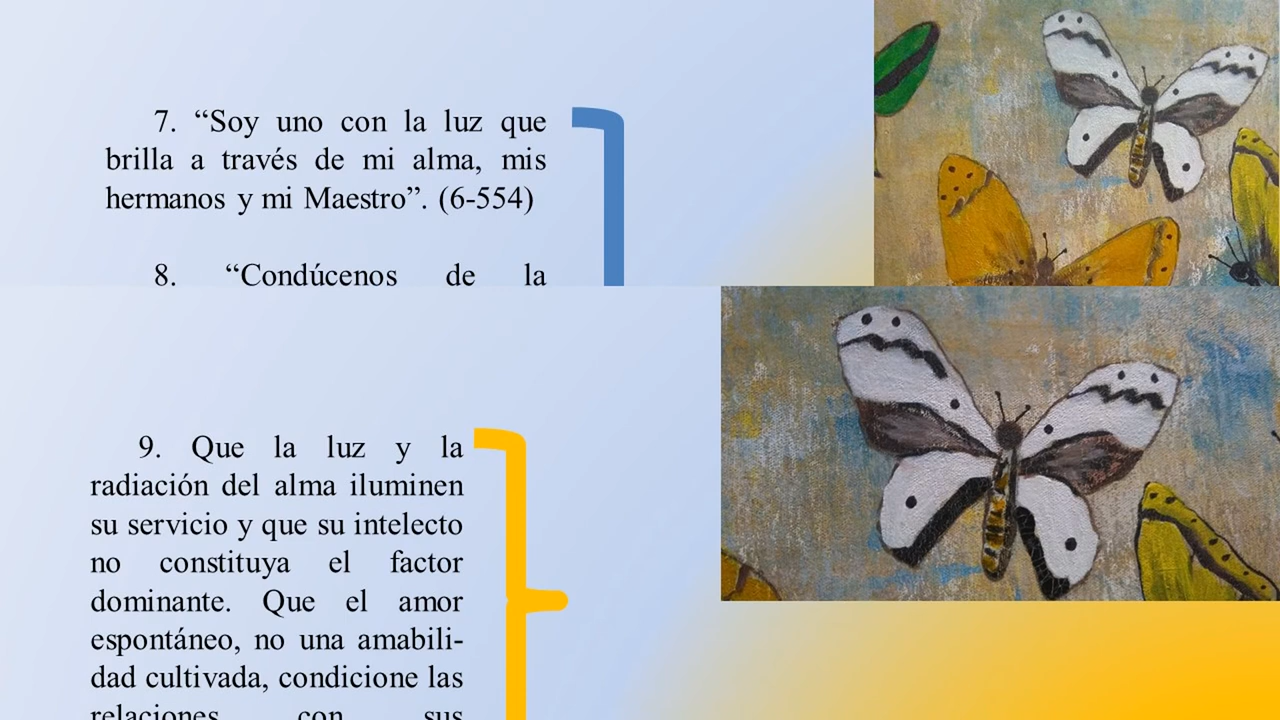 7. “Soy uno con la luz que
brilla a través de mi alma, mis
hermanos y mi Maestro”. (6-554)
8. “Condúcenos de la
9. Que la luz y la
radiación del alma iluminen
su servicio y que su intelecto
no constituya el factor
dominante. Que el amor
espontáneo, no una amabili-
dad cultivada, condicione las
relaciones con sus